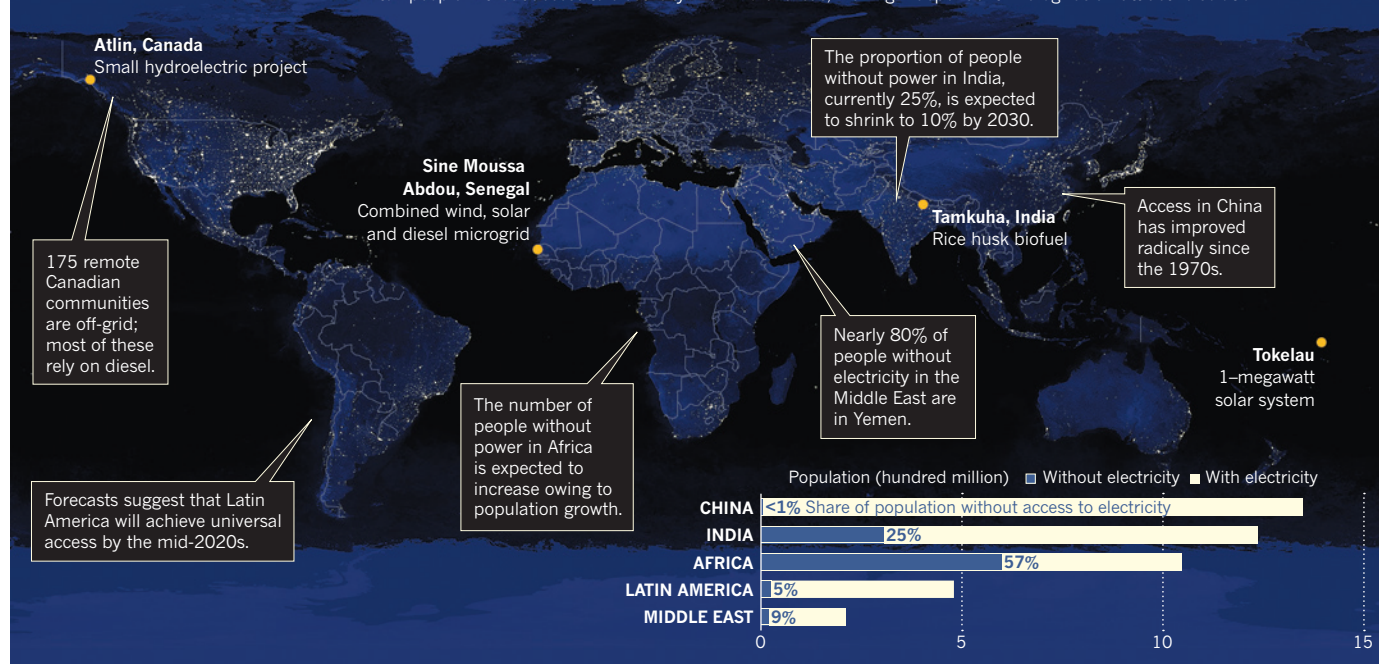 Atlin, Canada
Small hydroelectric project
The proportion of people
without power in India,
currently 25%, is expected
to shrink to 10% by 2030.
Sine Moussa
Abdou, Senegal
Combined wind, solar
and diesel microgrid
Tamkuha, India
Rice husk biofuel
Access in China
has improved
radically since
the 1970s.
175 remote
Canadian
communities
are off-grid;
most of these
rely on diesel.
Nearly 80% of
people without
electricity in the
Middle East are
in Yemen.
Tokelau
1–megawatt
solar system
The number of
people without
power in Africa
is expected to
increase owing to
population growth.
Forecasts suggest that Latin
America will achieve universal
access by the mid-2020s.
Population (hundred million) Without electricity With electricity
CHINA <1% Share of population without access to electricity
INDIA 25%
AFRICA 57%
LATIN AMERICA 5%
MIDDLE EAST 9%
0 5 10 15